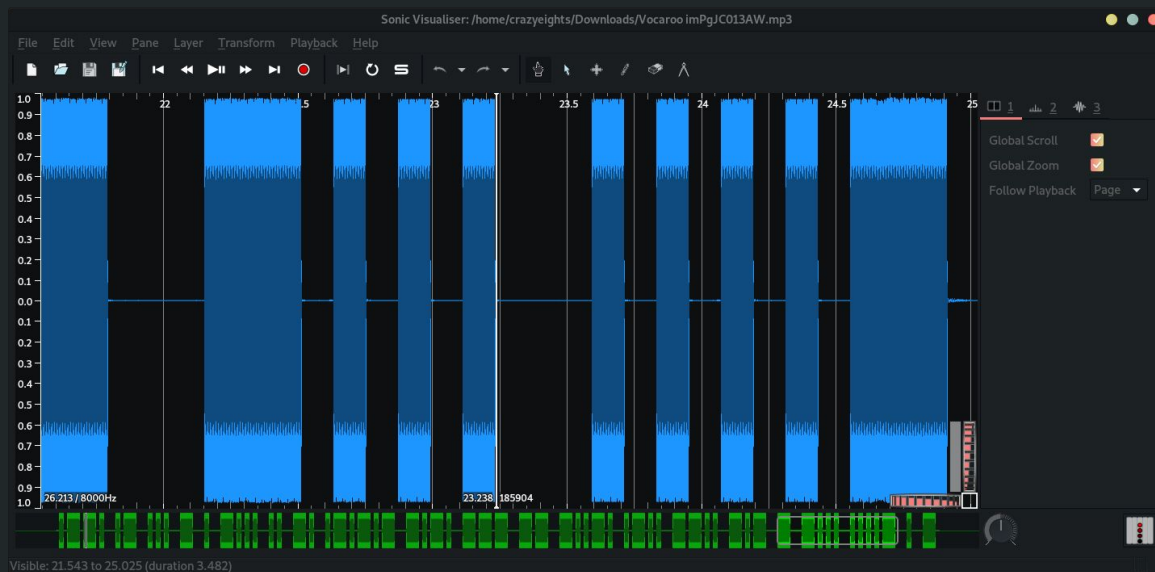 Sonic Visualiser: /home/crazyeights/Downloads/Vocaroo imPgJC013AW.mp3
File Edit View Pane Layer Transform Playback Help
1.0 22 .5 23 23.5 24 24.5 25
0.9
0.8
0.7
0.6
0.5
0.4
0.3
0.2
0.1
0.0
0.1
0.2
0.3
0.4
0.5
0.6
0.7
0.8
0.9
1.0
26.213 / 8000Hz 23.238 185904
1 2 3
Global Scroll
Global Zoom
Follow Playback Page
Visible: 21.543 to 25.025 (duration 3.482)